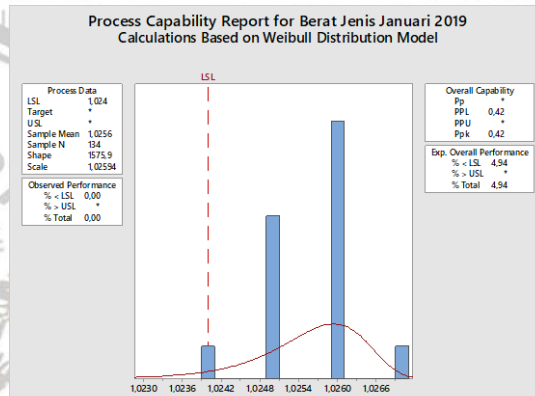 Process Capability Report for Berat Jenis Januari 2019
Calculations Based on Weibull Distribution Model
LSL
Process Data
LSL 1,024
Target *
USL *
Sample Mean 1,0256
Sample N 134
Shape 1575,9
Scale 1,02594
Observed Performance
% < LSL 0,00
% > USL *
% Total 0,00
Overall Capability
Pp *
PPL 0,42
PPU *
Ppk 0,42
Exp. Overall Performance
% < LSL 4,94
% > USL *
% Total 4,94
1,0230 1,0236 1,0242 1,0248 1,0254 1,0260 1,0266